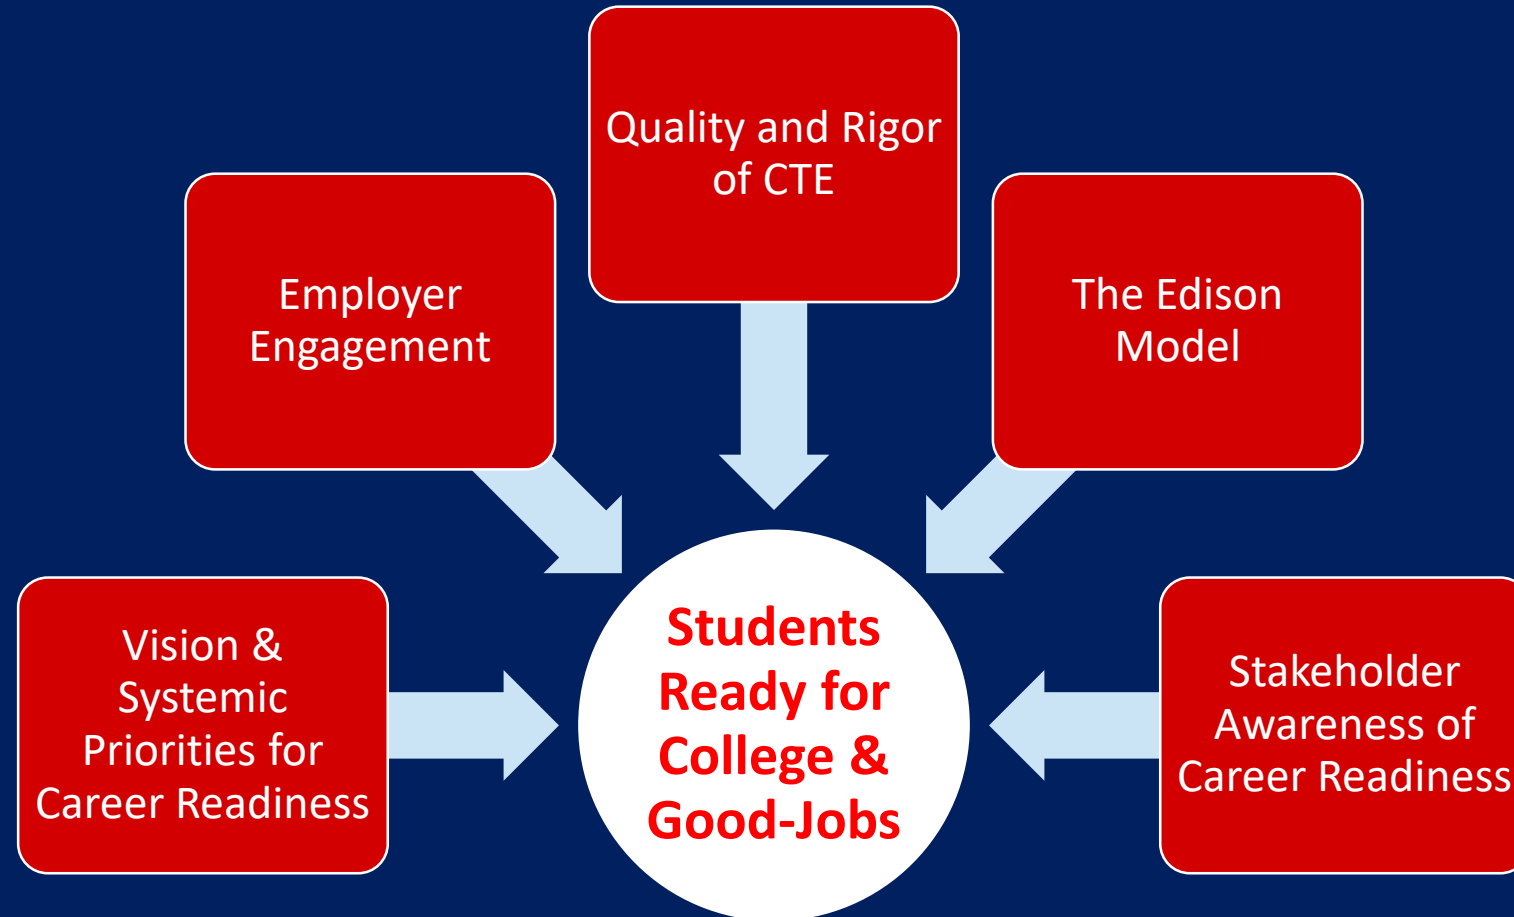 Quality and Rigor
of CTE
Employer
Engagement
The Edison
Model
Vision &
Systemic
Priorities for
Career Readiness
Students
Ready for
College &
Good-Jobs
Stakeholder
Awareness of
Career Readiness